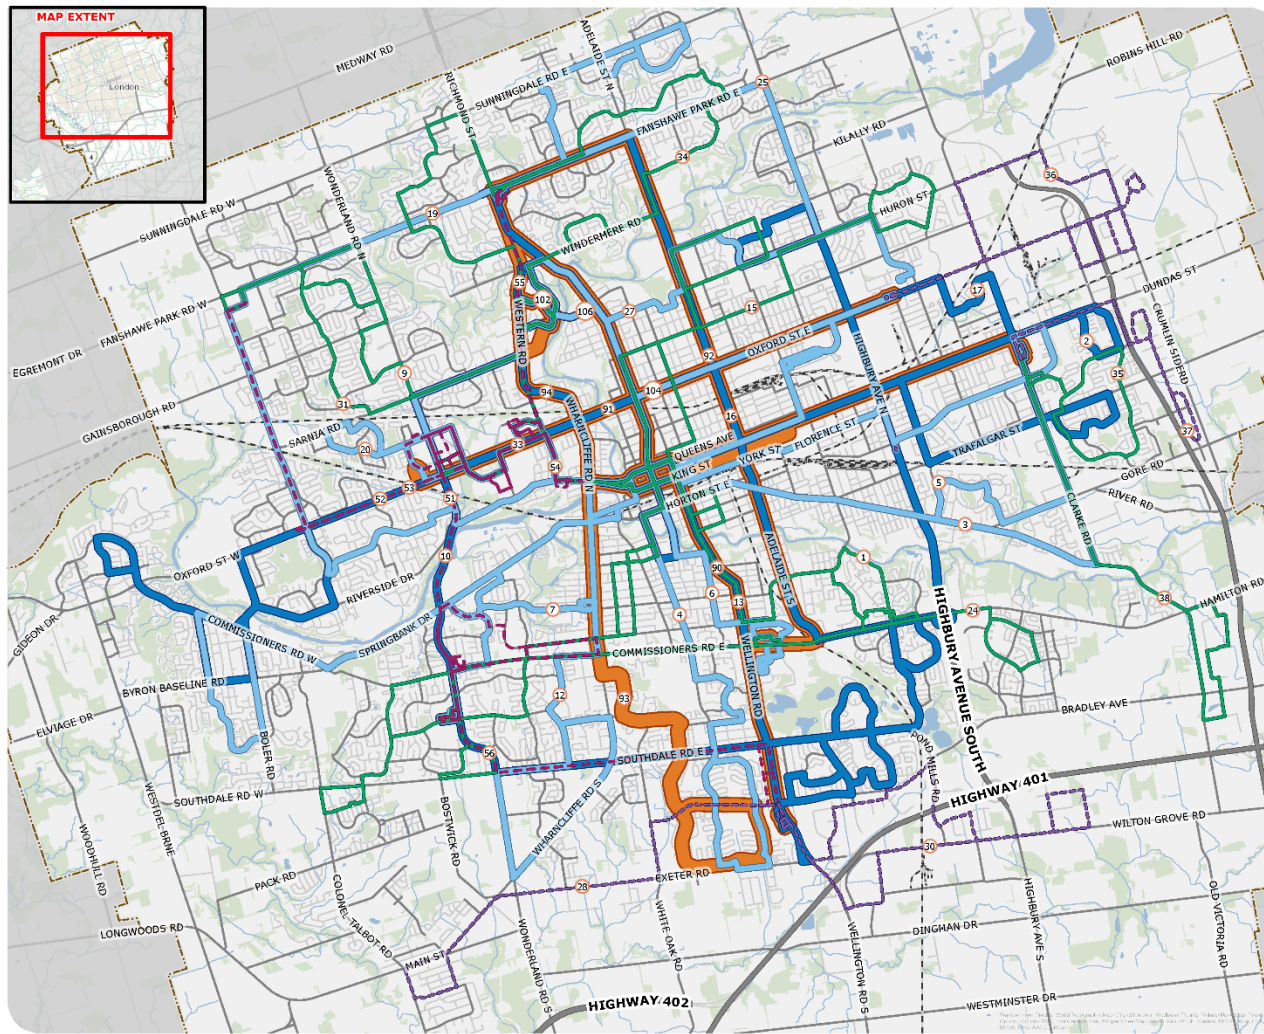 MAP EXTENT
London
402
4
MEDWAY RD
ADELAIDE ST N
SUNNINGDALE RD E
RICHMOND ST
ROBINS HILL RD
25
FANSHAWE PARK RD E
KILALLY RD
34
36
WONDERLAND RD N
SUNNINGDALE RD W
19
HURON ST
WINDERMERE RD
DUNDAS ST
55
102
106
27
15
17
FANSHAWE PARK RD W
WESTERN RD
OXFORD ST E
HIGHBURY AVE N
CRUMLIN SIDERD
2
EGREMONT DR
92
9
104
35
94
WHARNCLIFFE RD N
31
91
16
GAINSBOROUGH RD
SARNIA RD
20
33
QUEENS AVE
FLORENCE ST
37
KING ST
YORK ST
TRAFALGAR ST
54
GORE RD
53
52
51
HORTON ST E
5
RIVER RD
3
CLARKE RD
10
OXFORD ST W
ADELAIDE ST S
1
90
RIVERSIDE DR
6
13
38
HAMILTON RD
GIDEON DR
7
4
24
COMMISSIONERS RD W
SPRINGBANK DR
HIGHBURY AVENUE SOUTH
COMMISSIONERS RD E
WELLINGTON RD
BYRON BASELINE RD
12
93
BRADLEY AVE
ELVIAGE DR
BOLER RD
56
SOUTHDALE RD E
POND MILLS RD
HIGHWAY 401
SOUTHDALE RD W
WESTDEL BRNE
BOSTWICK RD
WHARNCLIFFE RD S
WILTON GROVE RD
WOODHULL RD
30
PACK RD
28
EXETER RD
COLONEL TALBOT RD
HIGHBURY AVE S
OLD VICTORIA RD
LONGWOODS RD
WHITE OAK RD
DINGHAN DR
WONDERLAND RD S
WELLINGTON RD S
MAIN ST
HIGHWAY 402
WESTMINSTER DR